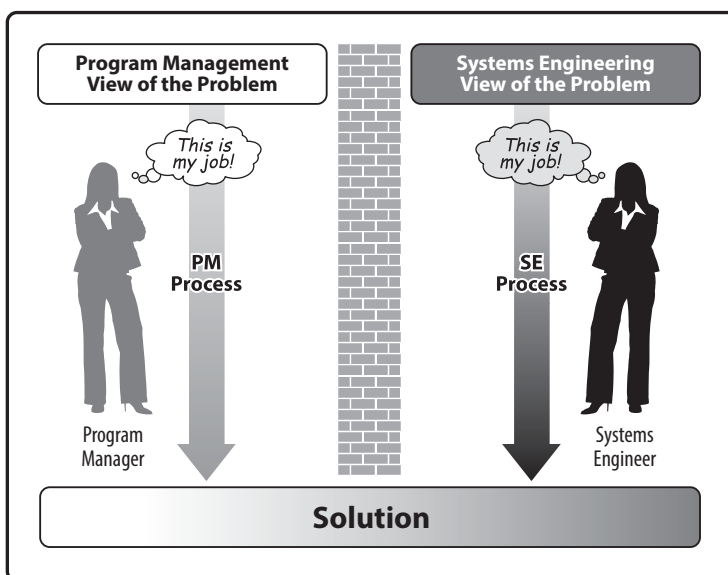 Program Management
View of the Problem
Systems Engineering
View of the Problem
This is
my job!
This is
my job!
PM
Process
SE
Process
Program
Manager
Systems
Engineer
Solution